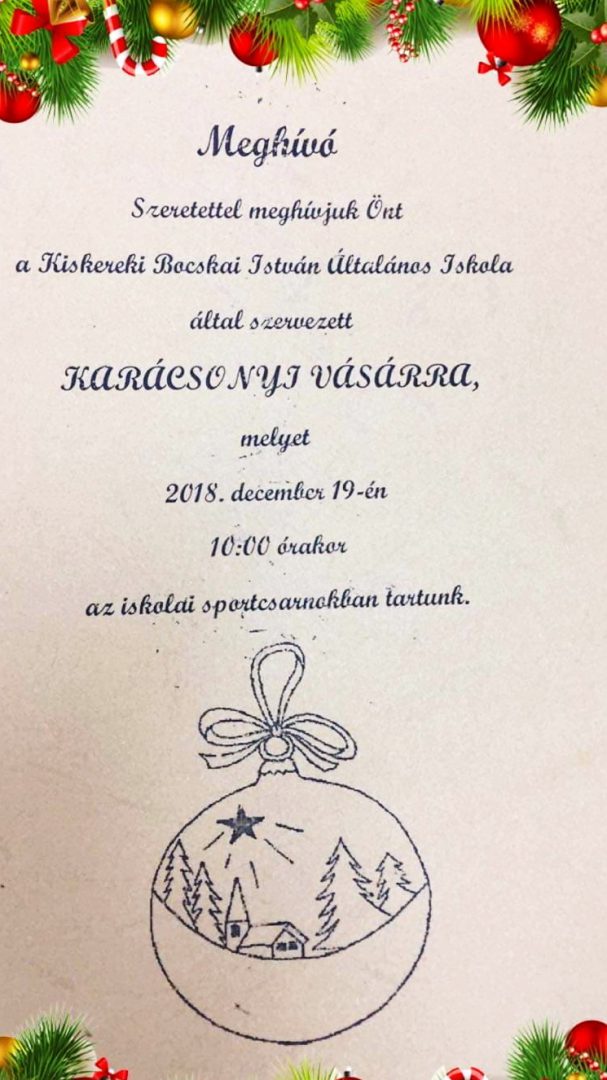 Meghívó
Szeretettel meghívjuk Önt
a Kiskereki Bocskai István Általános Iskola
által szervezett
KARÁCSONYI VÁSÁRRA,
melyet
2018. december 19-én
10:00 órakor
az iskolai sportcsarnokban tartunk.